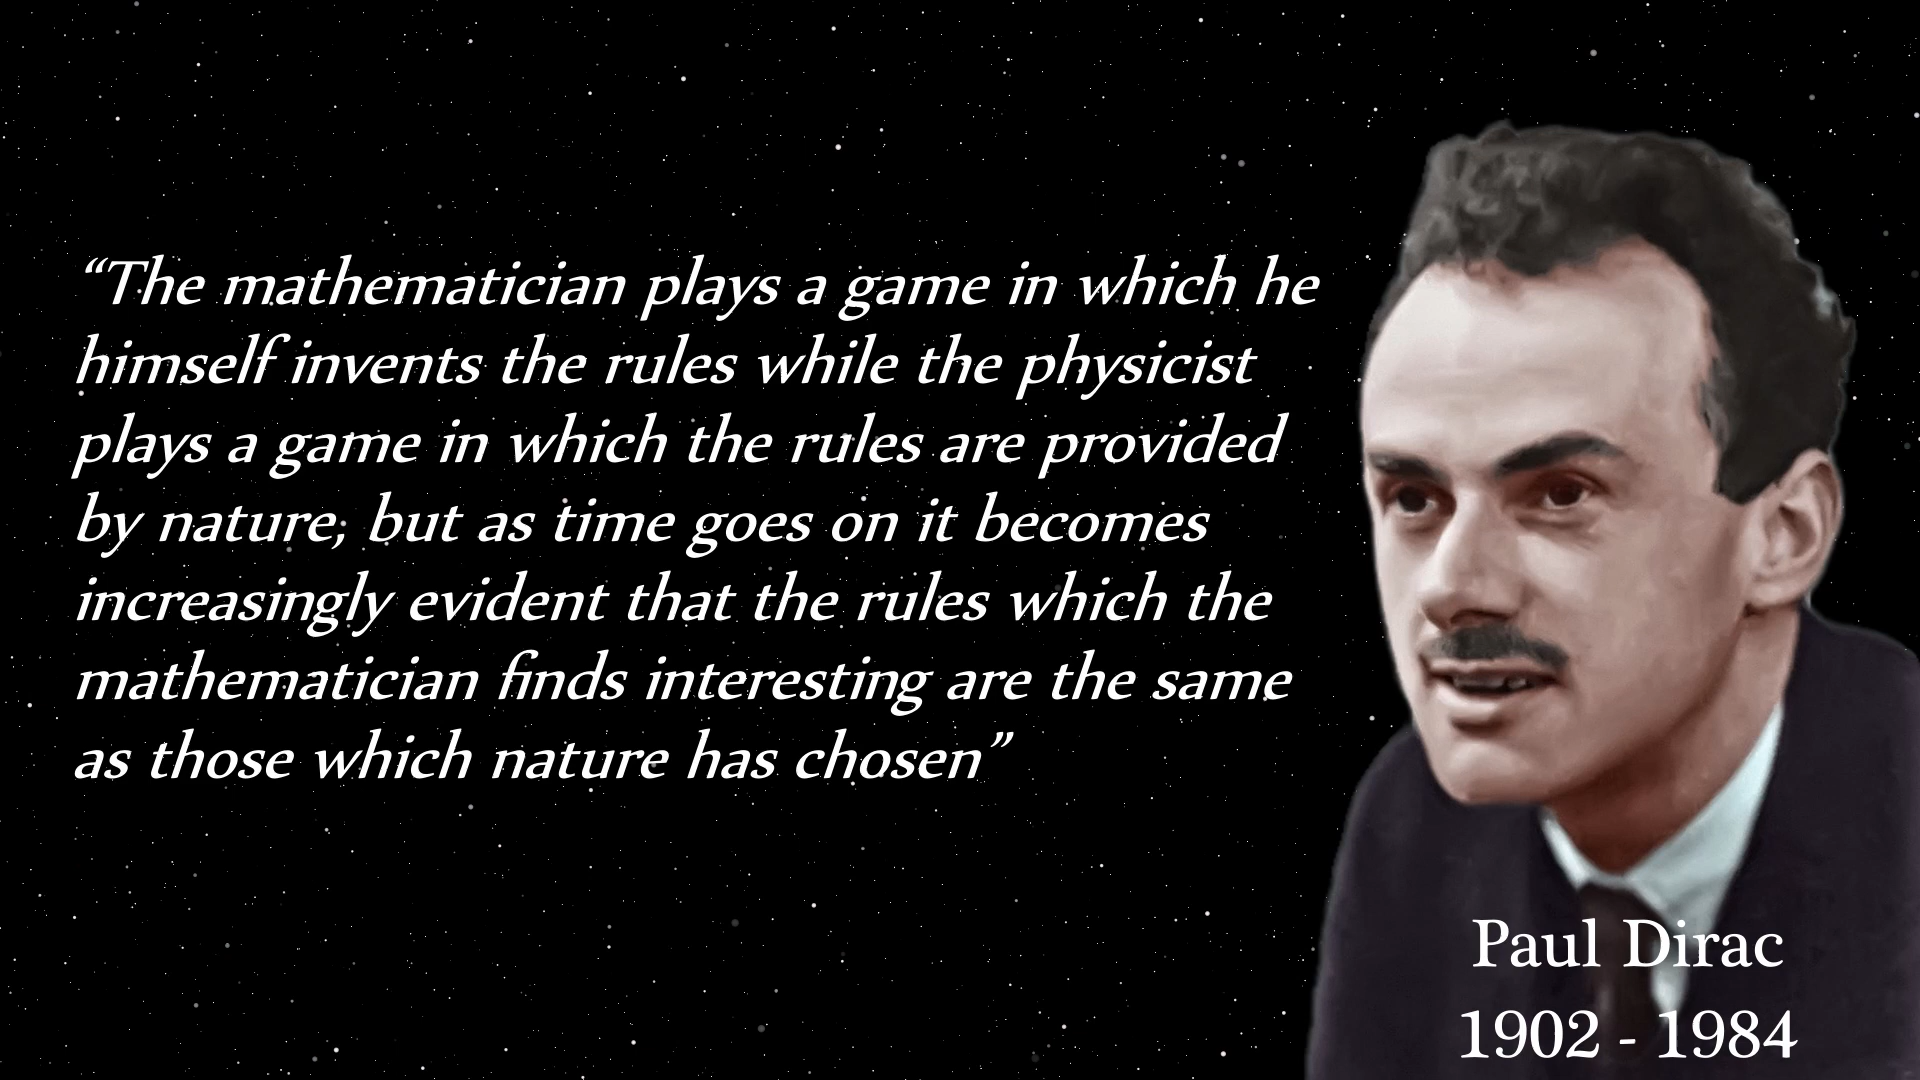 “The mathematician plays a game in which he
himself invents the rules while the physicist
plays a game in which the rules are provided
by nature; but as time goes on it becomes
increasingly evident that the rules which the
mathematician finds interesting are the same
as those which nature has chosen”
Paul Dirac
1902 - 1984